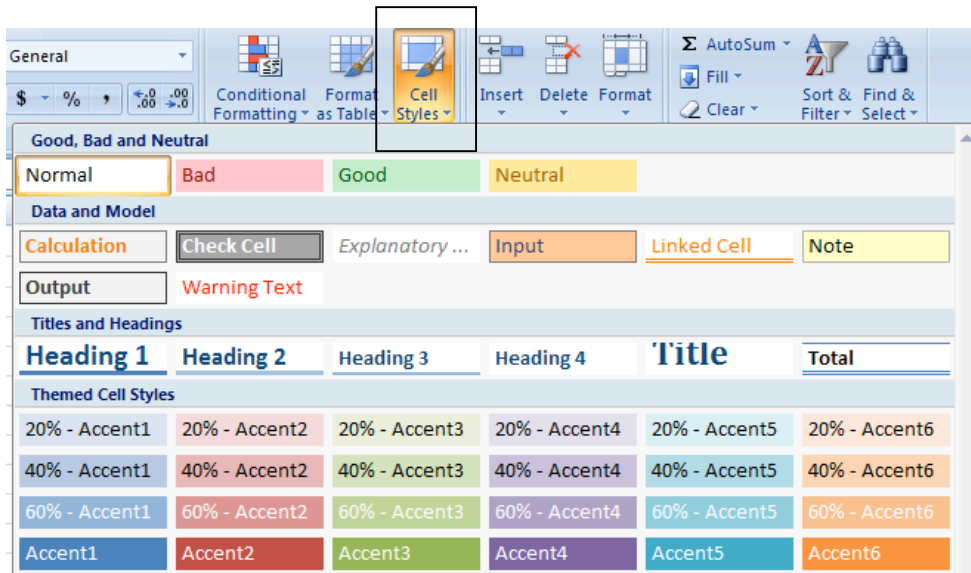 General
$ % , .0 .00 .00 .0
Conditional Formatting
Format as Table
Cell Styles
Insert Delete Format
Σ AutoSum
Fill
Clear
A Z
Sort & Filter
Find & Select
Good, Bad and Neutral
Normal Bad Good Neutral
Data and Model
Calculation Check Cell Explanatory ... Input Linked Cell Note
Output Warning Text
Titles and Headings
Heading 1 Heading 2 Heading 3 Heading 4 Title Total
Themed Cell Styles
20% - Accent1 20% - Accent2 20% - Accent3 20% - Accent4 20% - Accent5 20% - Accent6
40% - Accent1 40% - Accent2 40% - Accent3 40% - Accent4 40% - Accent5 40% - Accent6
60% - Accent1 60% - Accent2 60% - Accent3 60% - Accent4 60% - Accent5 60% - Accent6
Accent1 Accent2 Accent3 Accent4 Accent5 Accent6